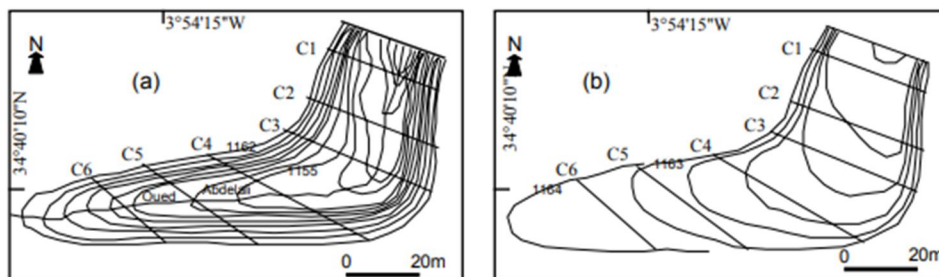 3°54'15"W
N
(a)
C1
C2
C3
34°40'10"N
1162
C4
C5
C6
1155
Oued
Abdelali
0 20m
3°54'15"W
N
(b)
C1
C2
C3
34°40'10"N
C4
1163
C5
C6
1164
0 20m